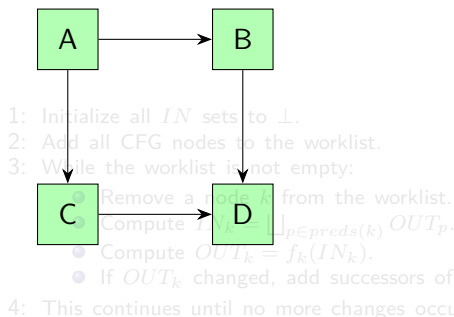 A B
1: Initialize all IN sets to ⊥.
2: Add all CFG nodes to the worklist.
3: While the worklist is not empty:
Remove a node k from the worklist.
C D
Compute IN_k = ⨆_{p∈preds(k)} OUT_p.
Compute OUT_k = f_k(IN_k).
If OUT_k changed, add successors of
4: This continues until no more changes occu